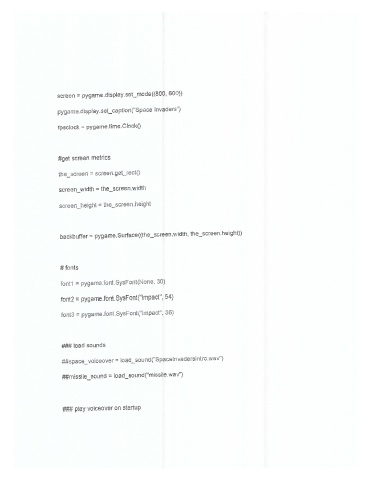 screen = pygame.display.set_mode((800, 600))
pygame.display.set_caption("Space Invaders")
fpsclock = pygame.time.Clock()
#get screen metrics
the_screen = screen.get_rect()
screen_width = the_screen.width
screen_height = the_screen.height
backbuffer = pygame.Surface((the_screen.width, the_screen.height))
# fonts
font1 = pygame.font.SysFont(None, 30)
font2 = pygame.font.SysFont("Impact", 54)
font3 = pygame.font.SysFont("Impact", 36)
### load sounds
##space_voiceover = load_sound("SpaceInvadersIntro.wav")
##missile_sound = load_sound("missile.wav")
### play voiceover on startup